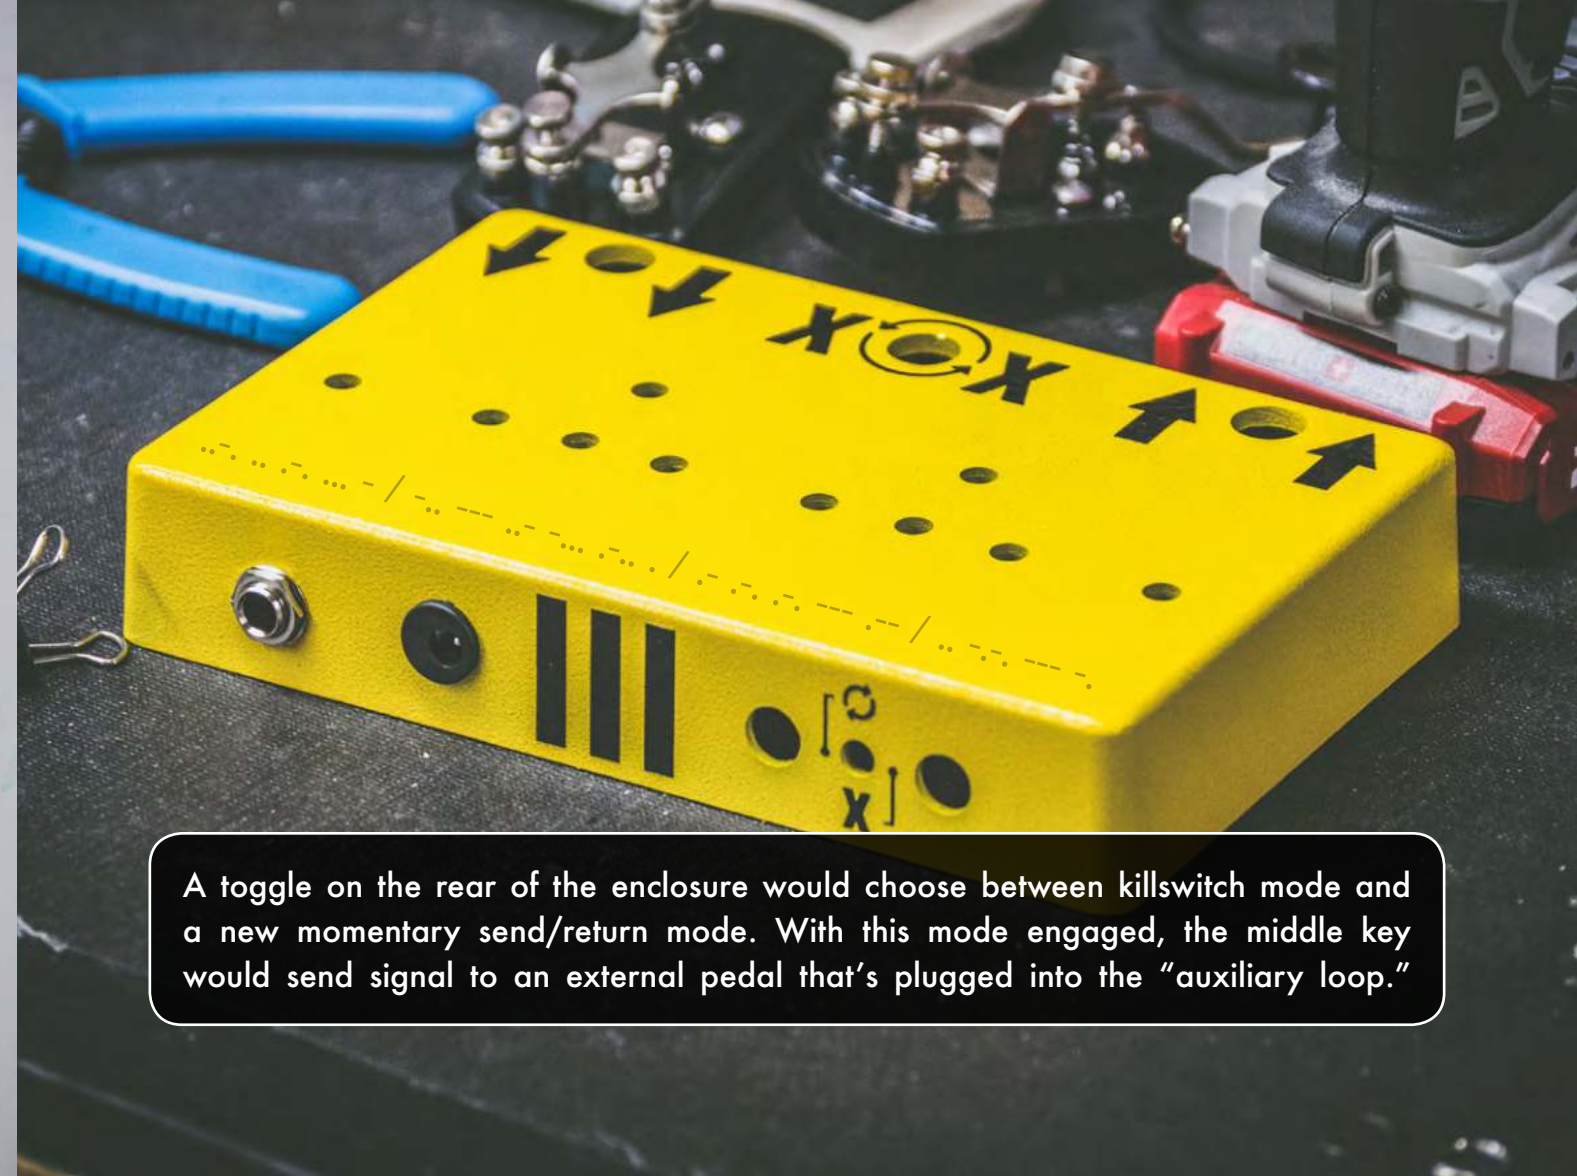 X X
X
A toggle on the rear of the enclosure would choose between killswitch mode and
a new momentary send/return mode. With this mode engaged, the middle key
would send signal to an external pedal that’s plugged into the “auxiliary loop.”